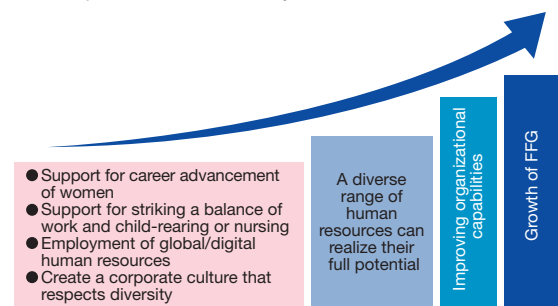 ●Support for career advancement
of women
●Support for striking a balance of
work and child-rearing or nursing
●Employment of global/digital
human resources
●Create a corporate culture that
respects diversity
A diverse
range of
human
resources can
realize their
full potential
Improving organizational
capabilities
Growth of FFG